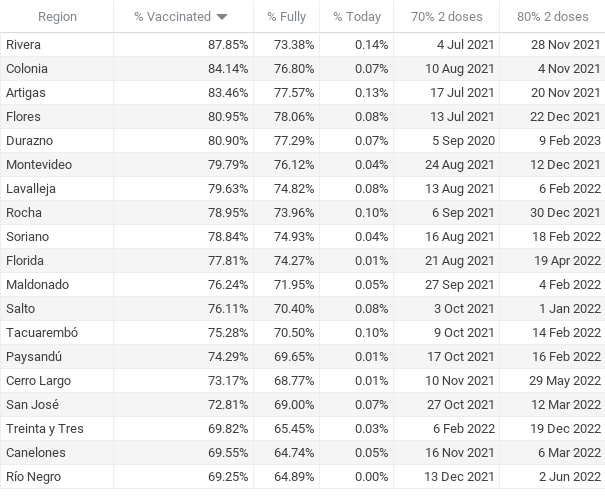 Region % Vaccinated % Fully % Today 70% 2 doses 80% 2 doses
Rivera 87.85% 73.38% 0.14% 4 Jul 2021 28 Nov 2021
Colonia 84.14% 76.80% 0.07% 10 Aug 2021 4 Nov 2021
Artigas 83.46% 77.57% 0.13% 17 Jul 2021 20 Nov 2021
Flores 80.95% 78.06% 0.08% 13 Jul 2021 22 Dec 2021
Durazno 80.90% 77.29% 0.07% 5 Sep 2020 9 Feb 2023
Montevideo 79.79% 76.12% 0.04% 24 Aug 2021 12 Dec 2021
Lavalleja 79.63% 74.82% 0.08% 13 Aug 2021 6 Feb 2022
Rocha 78.95% 73.96% 0.10% 6 Sep 2021 30 Dec 2021
Soriano 78.84% 74.93% 0.04% 16 Aug 2021 18 Feb 2022
Florida 77.81% 74.27% 0.01% 21 Aug 2021 19 Apr 2022
Maldonado 76.24% 71.95% 0.05% 27 Sep 2021 4 Feb 2022
Salto 76.11% 70.40% 0.08% 3 Oct 2021 1 Jan 2022
Tacuarembó 75.28% 70.50% 0.10% 9 Oct 2021 14 Feb 2022
Paysandú 74.29% 69.65% 0.01% 17 Oct 2021 16 Feb 2022
Cerro Largo 73.17% 68.77% 0.01% 10 Nov 2021 29 May 2022
San José 72.81% 69.00% 0.07% 27 Oct 2021 12 Mar 2022
Treinta y Tres 69.82% 65.45% 0.03% 6 Feb 2022 19 Dec 2022
Canelones 69.55% 64.74% 0.05% 16 Nov 2021 6 Mar 2022
Río Negro 69.25% 64.89% 0.00% 13 Dec 2021 2 Jun 2022